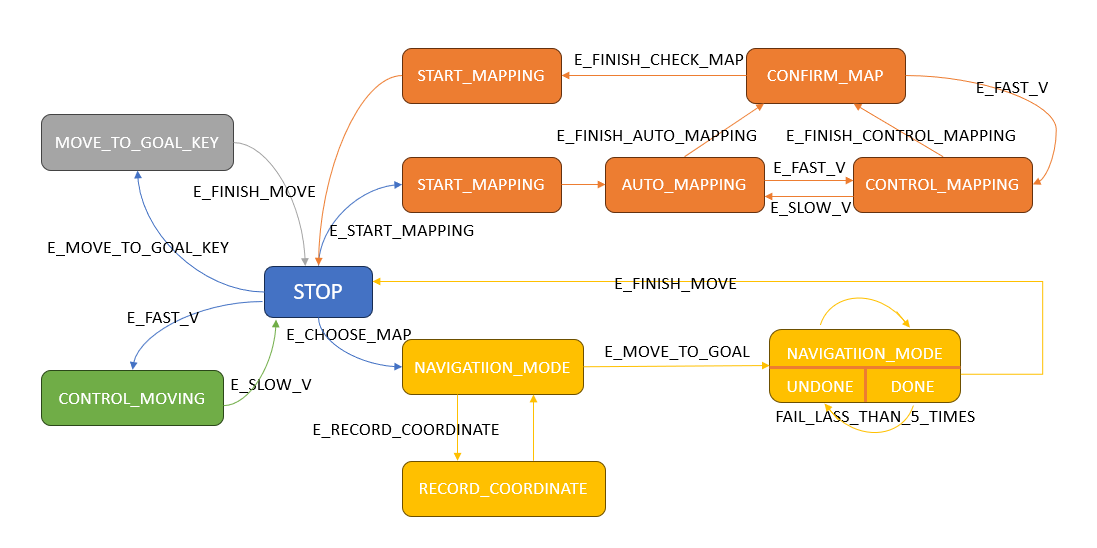 E_FINISH_CHECK_MAP
START_MAPPING
CONFIRM_MAP
E_FAST_V
MOVE_TO_GOAL_KEY
E_FINISH_AUTO_MAPPING
E_FINISH_CONTROL_MAPPING
E_FAST_V
START_MAPPING
AUTO_MAPPING
CONTROL_MAPPING
E_FINISH_MOVE
E_SLOW_V
E_START_MAPPING
E_MOVE_TO_GOAL_KEY
E_FINISH_MOVE
STOP
E_FAST_V
E_CHOOSE_MAP
E_MOVE_TO_GOAL
NAVIGATIION_MODE
NAVIGATIION_MODE
E_SLOW_V
UNDONE
DONE
CONTROL_MOVING
FAIL_LASS_THAN_5_TIMES
E_RECORD_COORDINATE
RECORD_COORDINATE